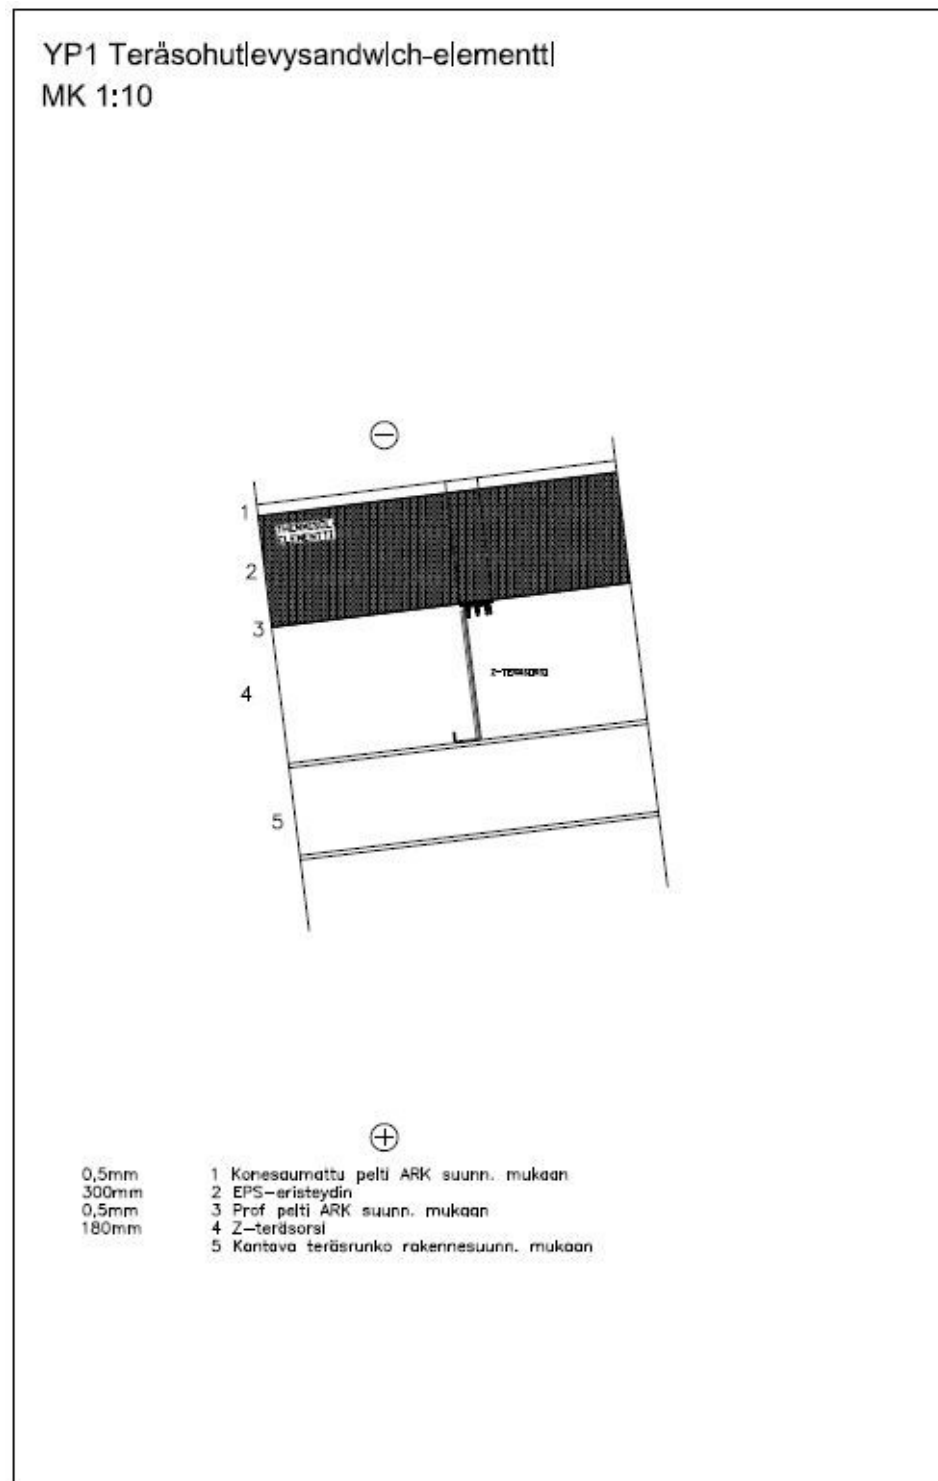 YP1 Teräsohutlevysandwich-elementti
MK 1:10
1
ELEMENTTI
2
3
4
5
0,5mm 1 Konesaumattu pelti ARK suunn. mukaan
300mm 2 EPS-eristeydin
0,5mm 3 Prof pelti ARK suunn. mukaan
180mm 4 Z-teräsorsi
5 Kantava teräsrunko rakennesuunn. mukaan